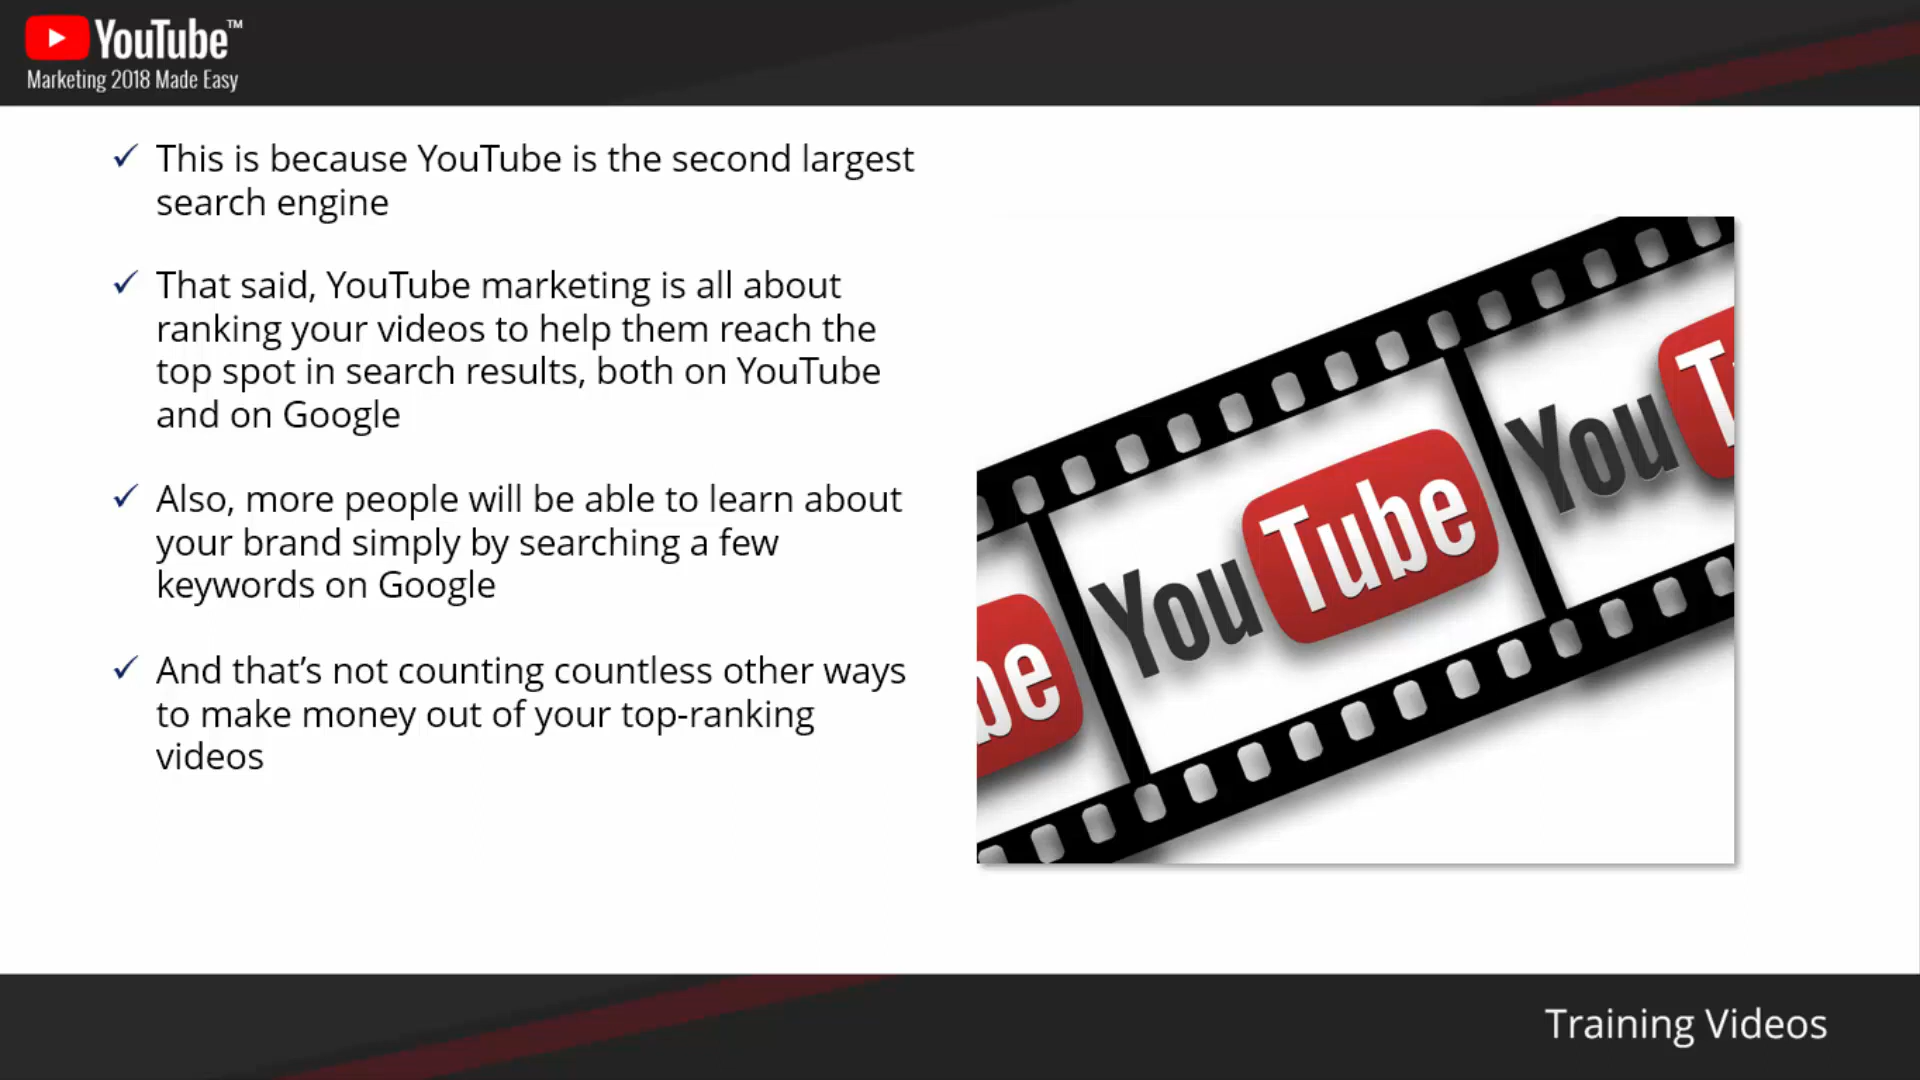 YouTube™
Marketing 2018 Made Easy
✓ This is because YouTube is the second largest
search engine
✓ That said, YouTube marketing is all about
ranking your videos to help them reach the
top spot in search results, both on YouTube
and on Google
✓ Also, more people will be able to learn about
your brand simply by searching a few
keywords on Google
✓ And that’s not counting countless other ways
to make money out of your top-ranking
videos
be
YouTube
You T
Training Videos